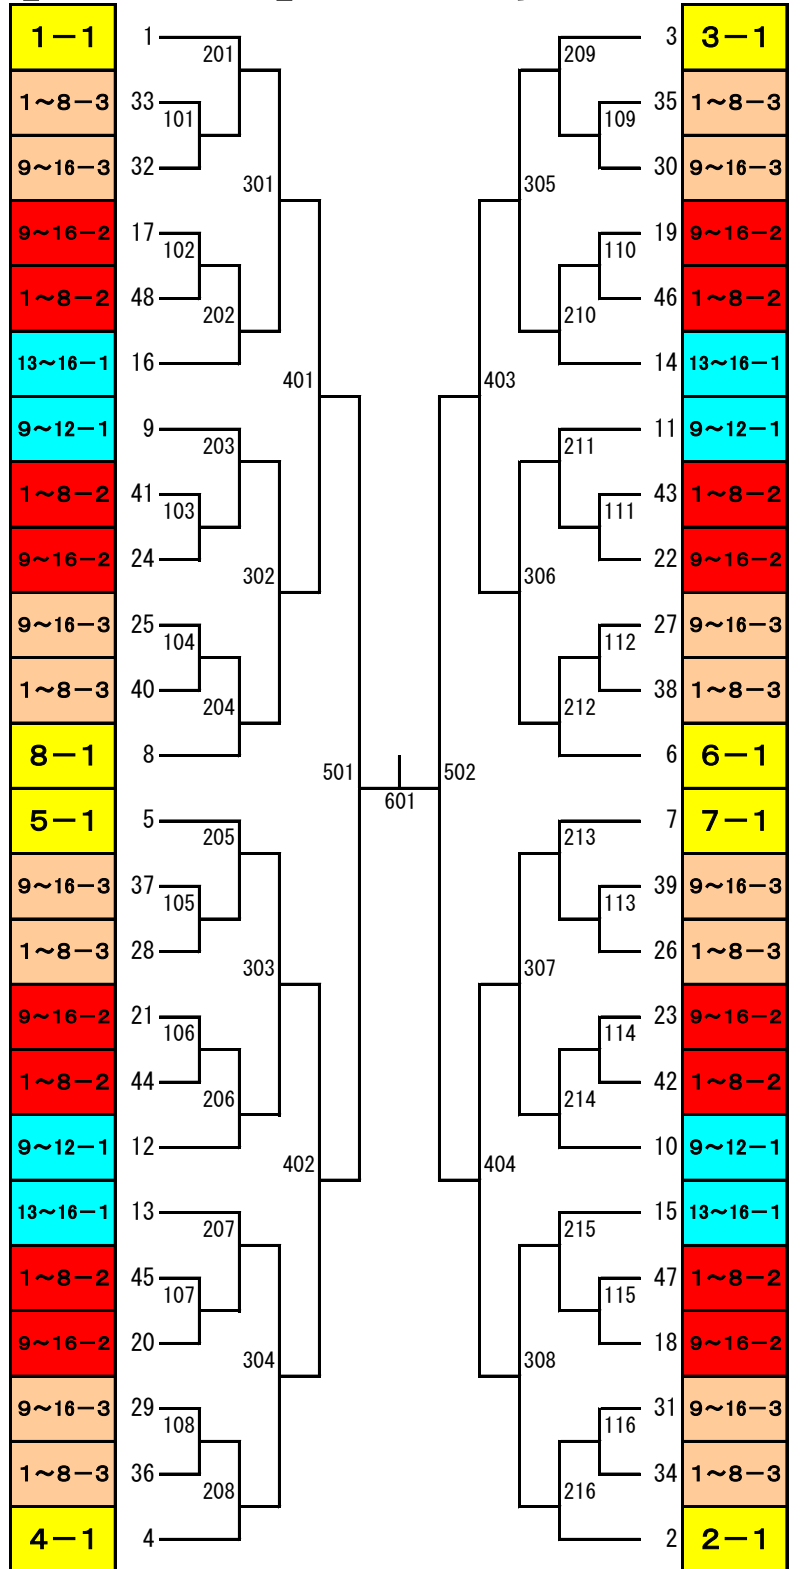 1－1 1 201 209 3 3－1
1～8－3 33 101 109 35 1～8－3
9～16－3 32 301 305 30 9～16－3
9～16－2 17 102 110 19 9～16－2
1～8－2 48 202 210 46 1～8－2
13～16－1 16 401 403 14 13～16－1
9～12－1 9 203 211 11 9～12－1
1～8－2 41 103 111 43 1～8－2
9～16－2 24 302 306 22 9～16－2
9～16－3 25 104 112 27 9～16－3
1～8－3 40 204 212 38 1～8－3
8－1 8 501 502 6 6－1
601
5－1 5 205 213 7 7－1
9～16－3 37 105 113 39 9～16－3
1～8－3 28 303 307 26 1～8－3
9～16－2 21 106 114 23 9～16－2
1～8－2 44 206 214 42 1～8－2
9～12－1 12 402 404 10 9～12－1
13～16－1 13 207 215 15 13～16－1
1～8－2 45 107 115 47 1～8－2
9～16－2 20 304 308 18 9～16－2
9～16－3 29 108 116 31 9～16－3
1～8－3 36 208 216 34 1～8－3
4－1 4 2 2－1